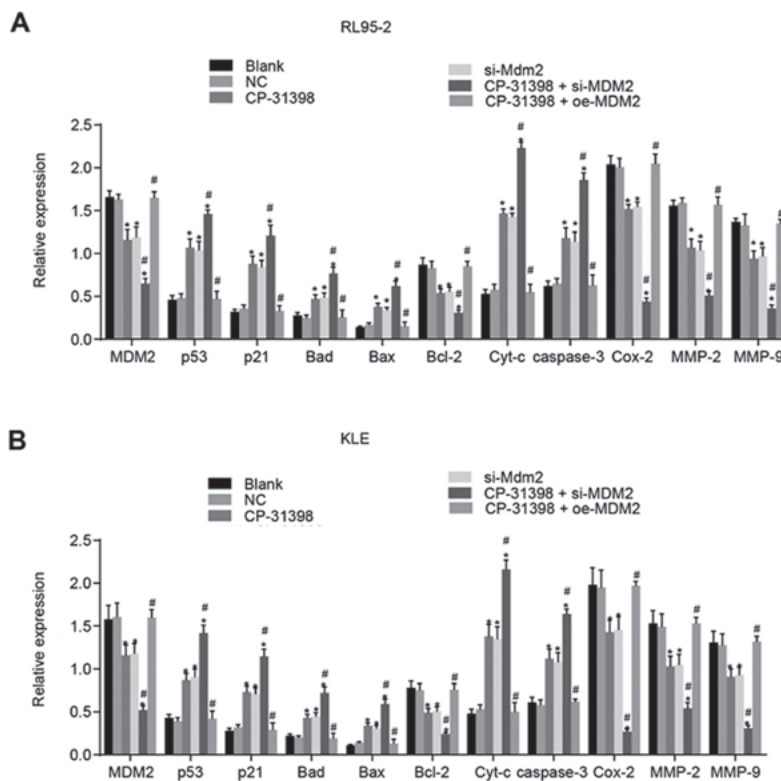 A
RL95-2
Blank
NC
CP-31398
si-Mdm2
CP-31398 + si-MDM2
CP-31398 + oe-MDM2
Relative expression
2.5
2.0
1.5
1.0
0.5
0.0
MDM2 p53 p21 Bad Bax Bcl-2 Cyt-c caspase-3 Cox-2 MMP-2 MMP-9
B
KLE
Blank
NC
CP-31398
si-Mdm2
CP-31398 + si-MDM2
CP-31398 + oe-MDM2
Relative expression
2.5
2.0
1.5
1.0
0.5
0.0
MDM2 p53 p21 Bad Bax Bcl-2 Cyt-c caspase-3 Cox-2 MMP-2 MMP-9